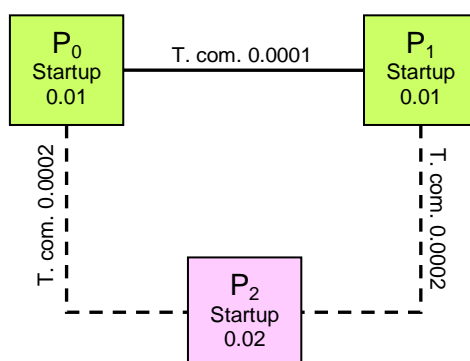 P₀
Startup
0.01
T. com. 0.0001
P₁
Startup
0.01
T. com. 0.0002
T. com. 0.0002
P₂
Startup
0.02